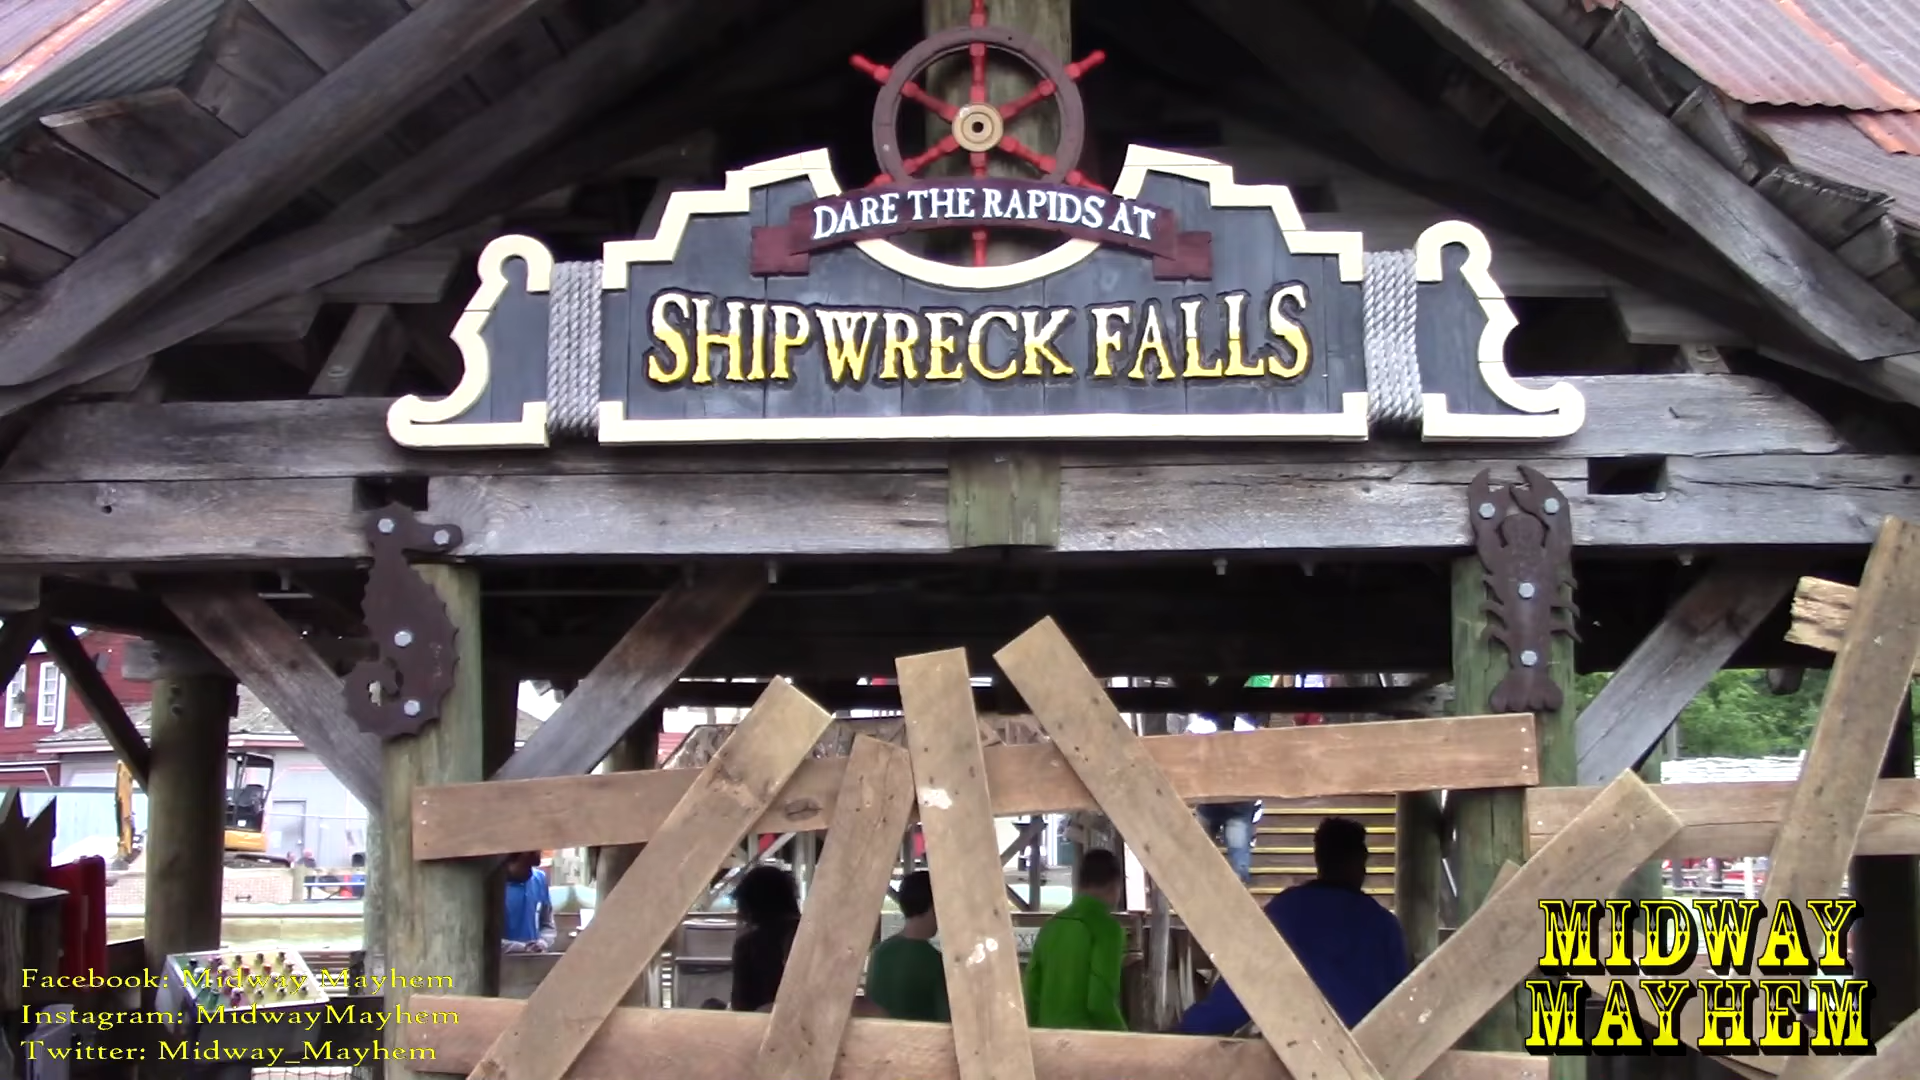 DARE THE RAPIDS AT
SHIPWRECK FALLS
Facebook: Midway Mayhem
Instagram: MidwayMayhem
Twitter: Midway_Mayhem
MIDWAY
MAYHEM